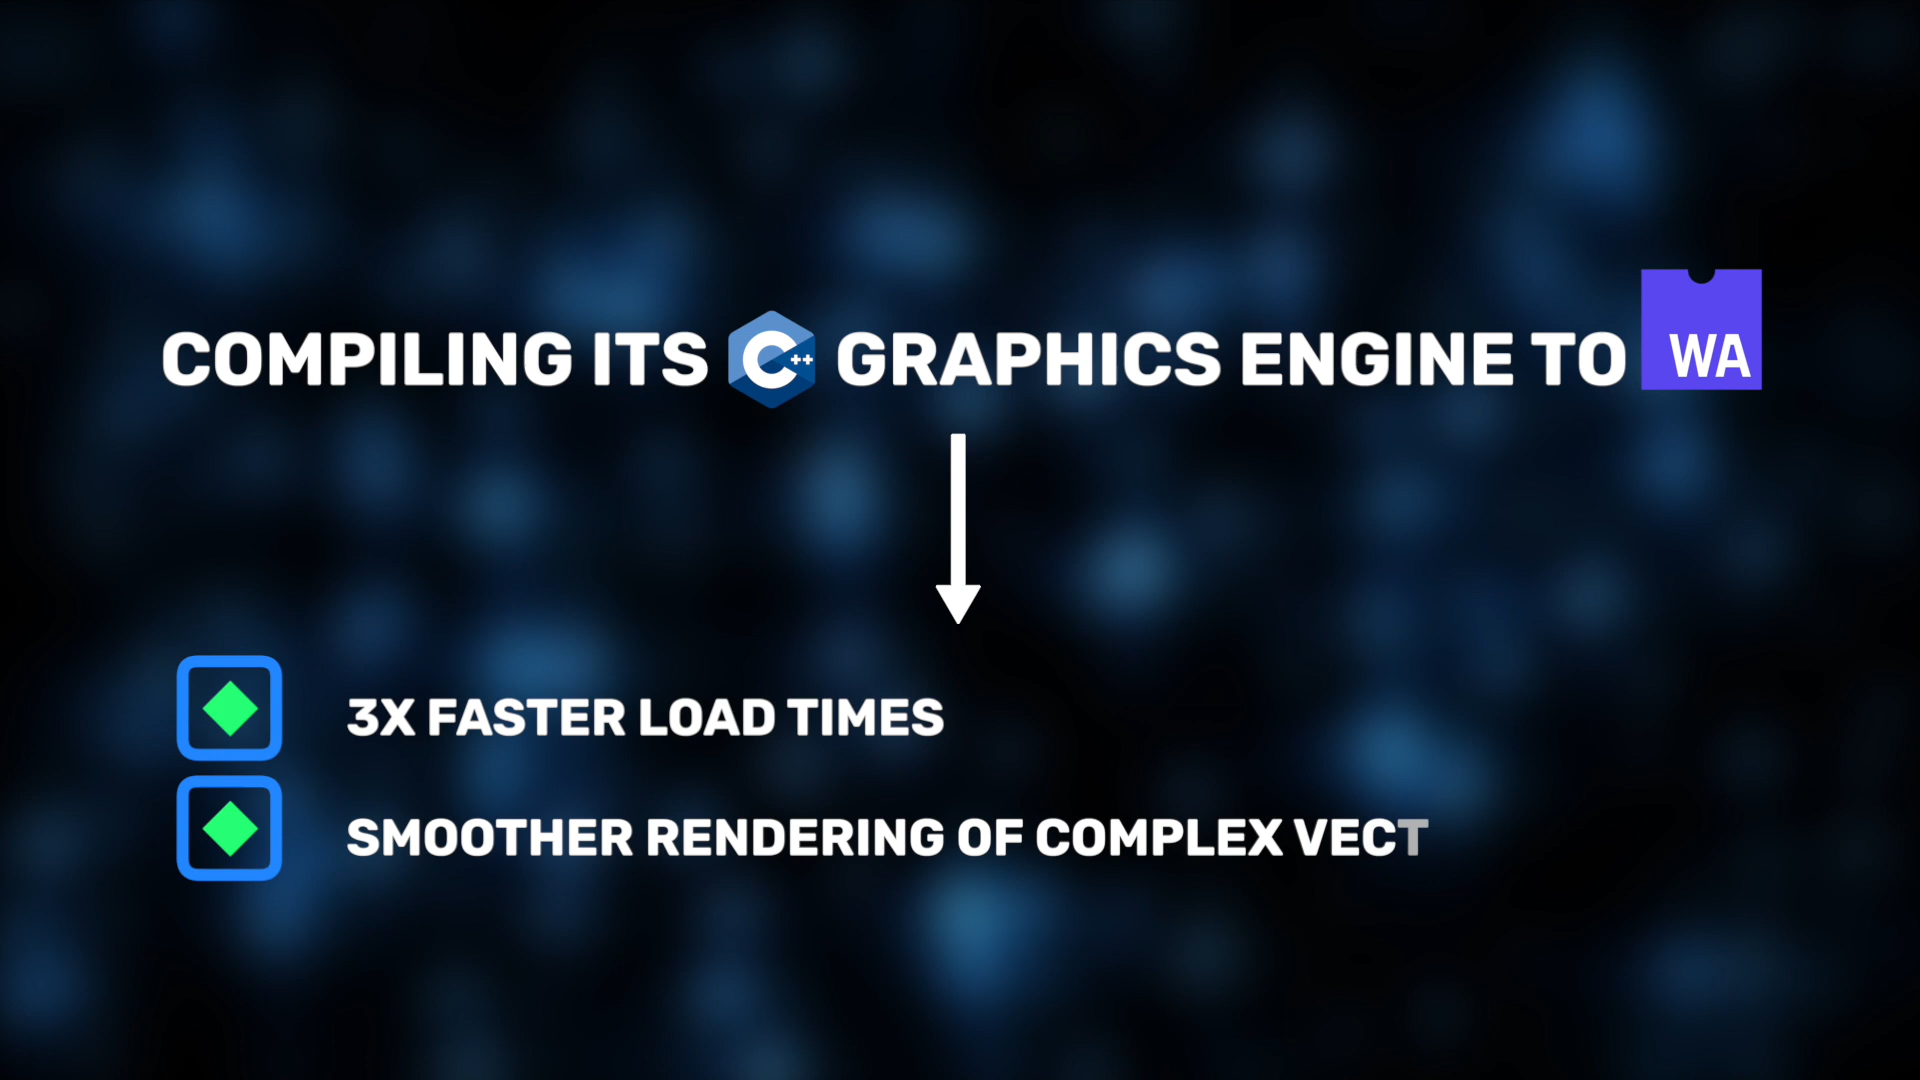 COMPILING ITS C++ GRAPHICS ENGINE TO WA
3X FASTER LOAD TIMES
SMOOTHER RENDERING OF COMPLEX VECT